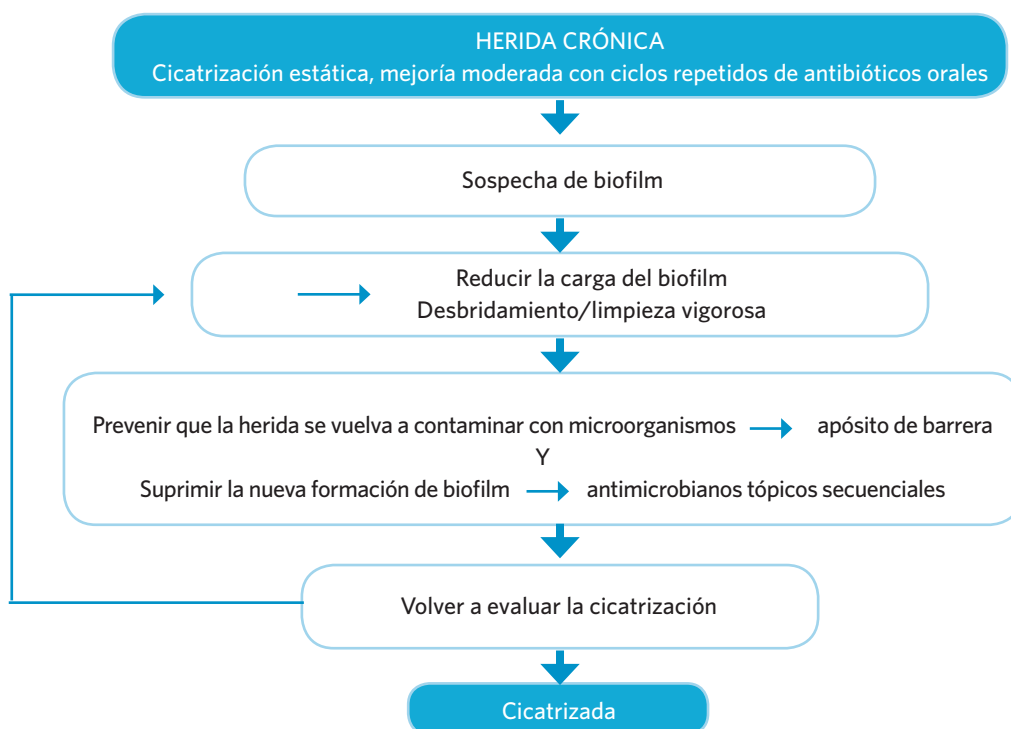 HERIDA CRÓNICA
Cicatrización estática, mejoría moderada con ciclos repetidos de antibióticos orales
Sospecha de biofilm
Reducir la carga del biofilm
Desbridamiento/limpieza vigorosa
Prevenir que la herida se vuelva a contaminar con microorganismos apósito de barrera
Y
Suprimir la nueva formación de biofilm antimicrobianos tópicos secuenciales
Volver a evaluar la cicatrización
Cicatrizada